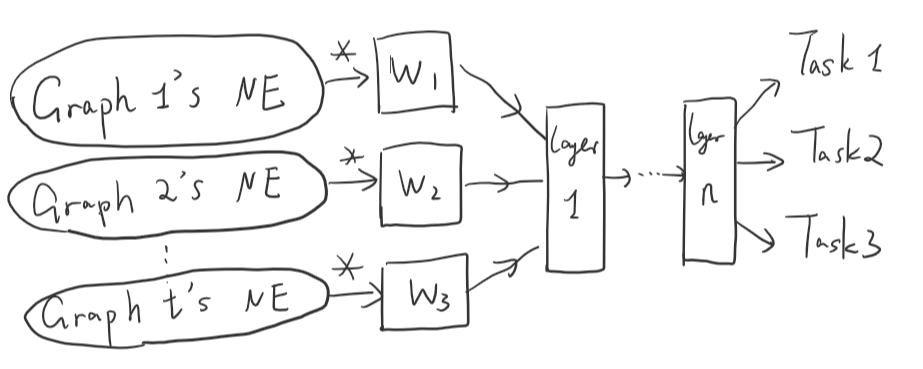 Graph 1's NE * W1
Graph 2's NE * W2
Graph t's NE * W3
layer 1
layer n
Task 1
Task2
Task3